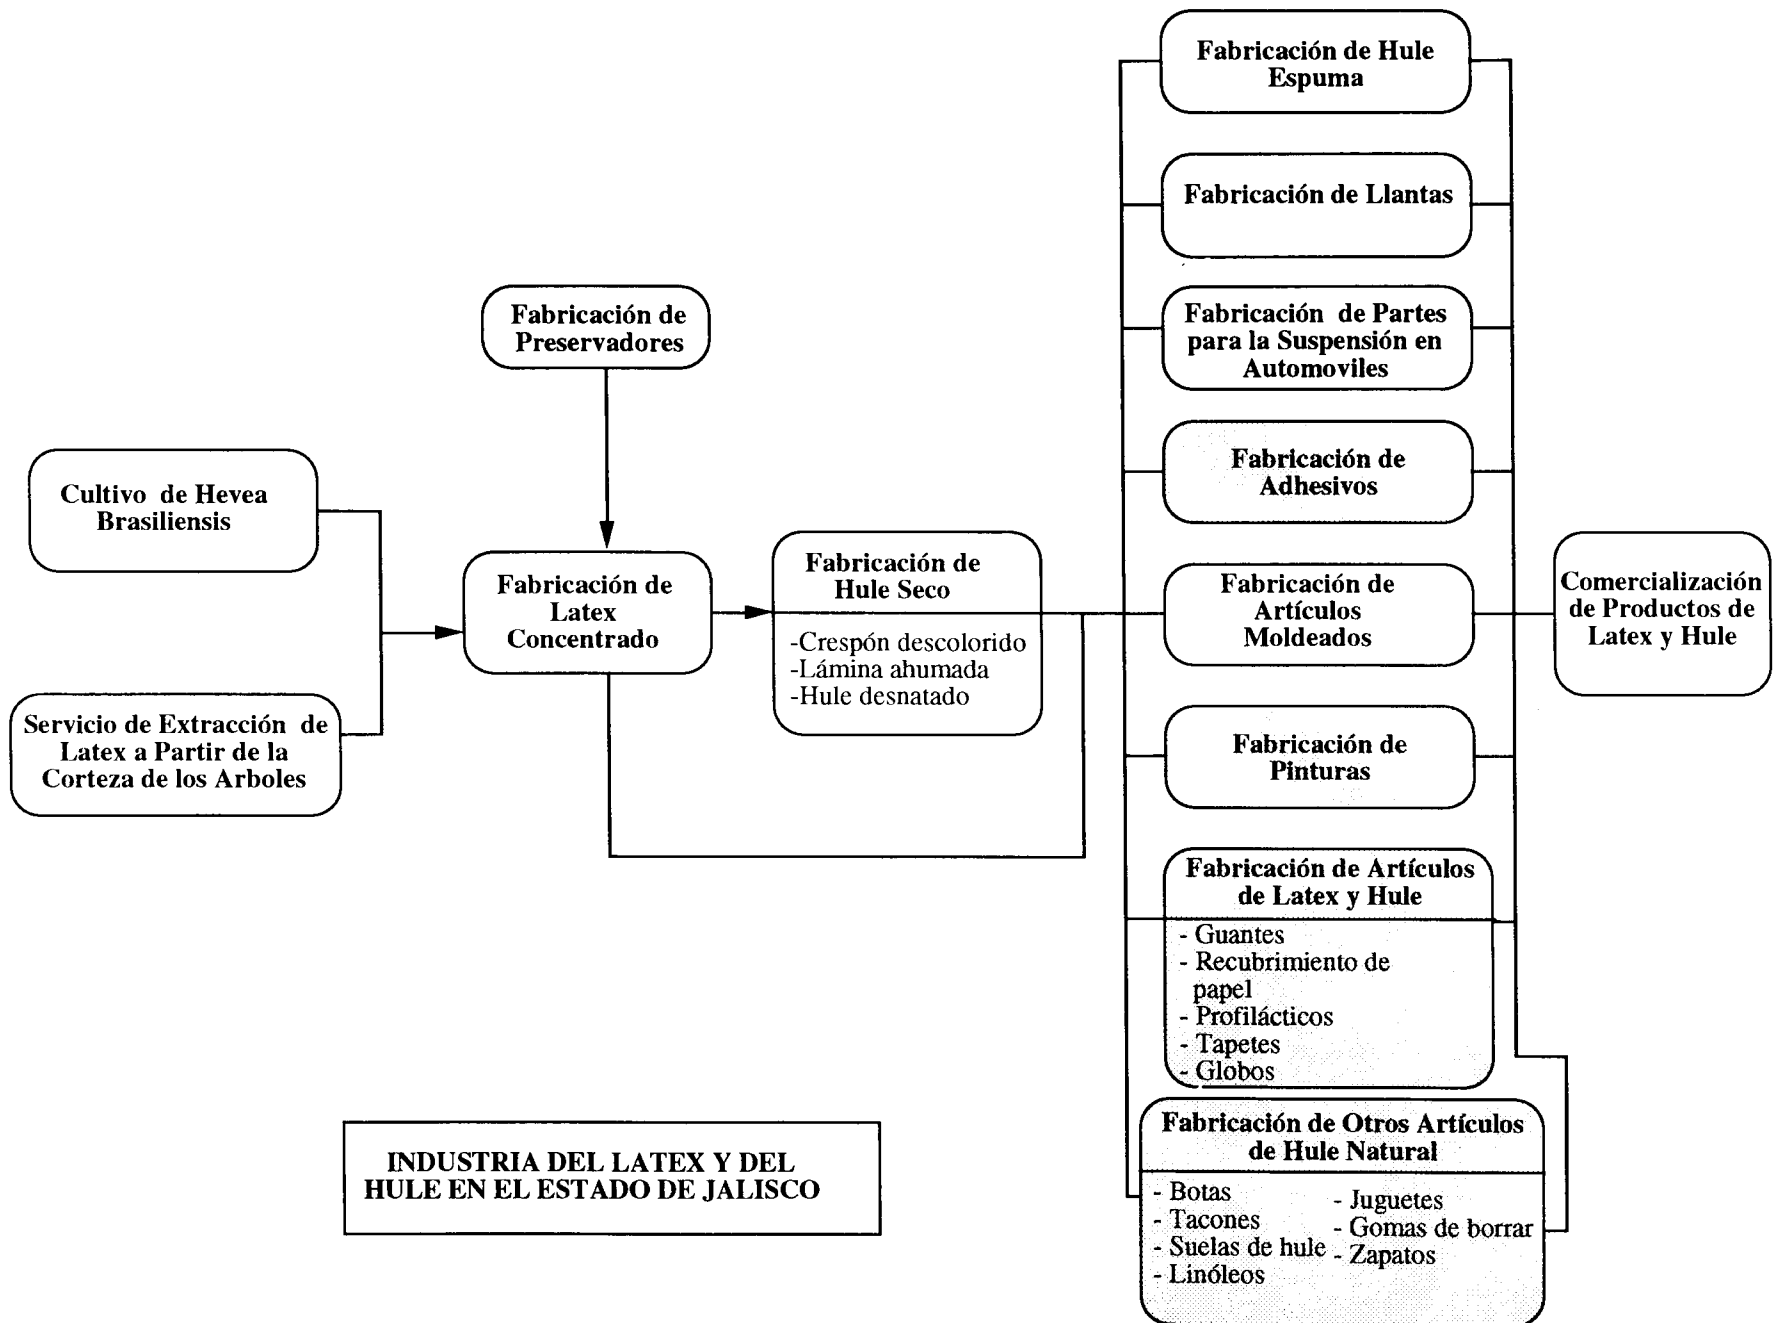 Fabricación de Hule
Espuma
Fabricación de Llantas
Fabricación de
Preservadores
Fabricación de Partes
para la Suspensión en
Automoviles
Cultivo de Hevea
Brasiliensis
Fabricación de
Adhesivos
Fabricación de
Latex
Concentrado
Fabricación de
Hule Seco
-Crespón descolorido
-Lámina ahumada
-Hule desnatado
Fabricación de
Artículos
Moldeados
Comercialización
de Productos de
Latex y Hule
Servicio de Extracción de
Latex a Partir de la
Corteza de los Arboles
Fabricación de
Pinturas
Fabricación de Artículos
de Latex y Hule
- Guantes
- Recubrimiento de
papel
- Profilácticos
- Tapetes
- Globos
INDUSTRIA DEL LATEX Y DEL
HULE EN EL ESTADO DE JALISCO
Fabricación de Otros Artículos
de Hule Natural
- Botas
- Tacones
- Suelas de hule
- Linóleos
- Juguetes
- Gomas de borrar
- Zapatos